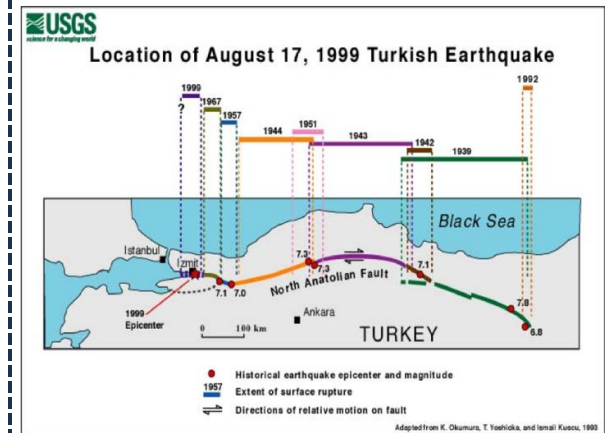 USGS
science for a changing world
Location of August 17, 1999 Turkish Earthquake
1992
1999
?
1967
1957
1951
1944
1943
1942
1939
Black Sea
Istanbul
Izmit
7.3
7.3
7.1
North Anatolian Fault
7.1
7.0
7.8
6.8
1999
Epicenter
0 100 km
Ankara
TURKEY
Historical earthquake epicenter and magnitude
1957
Extent of surface rupture
Directions of relative motion on fault
Adapted from K. Okumura, T. Yoshioka, and Ismail Kuscu, 1993